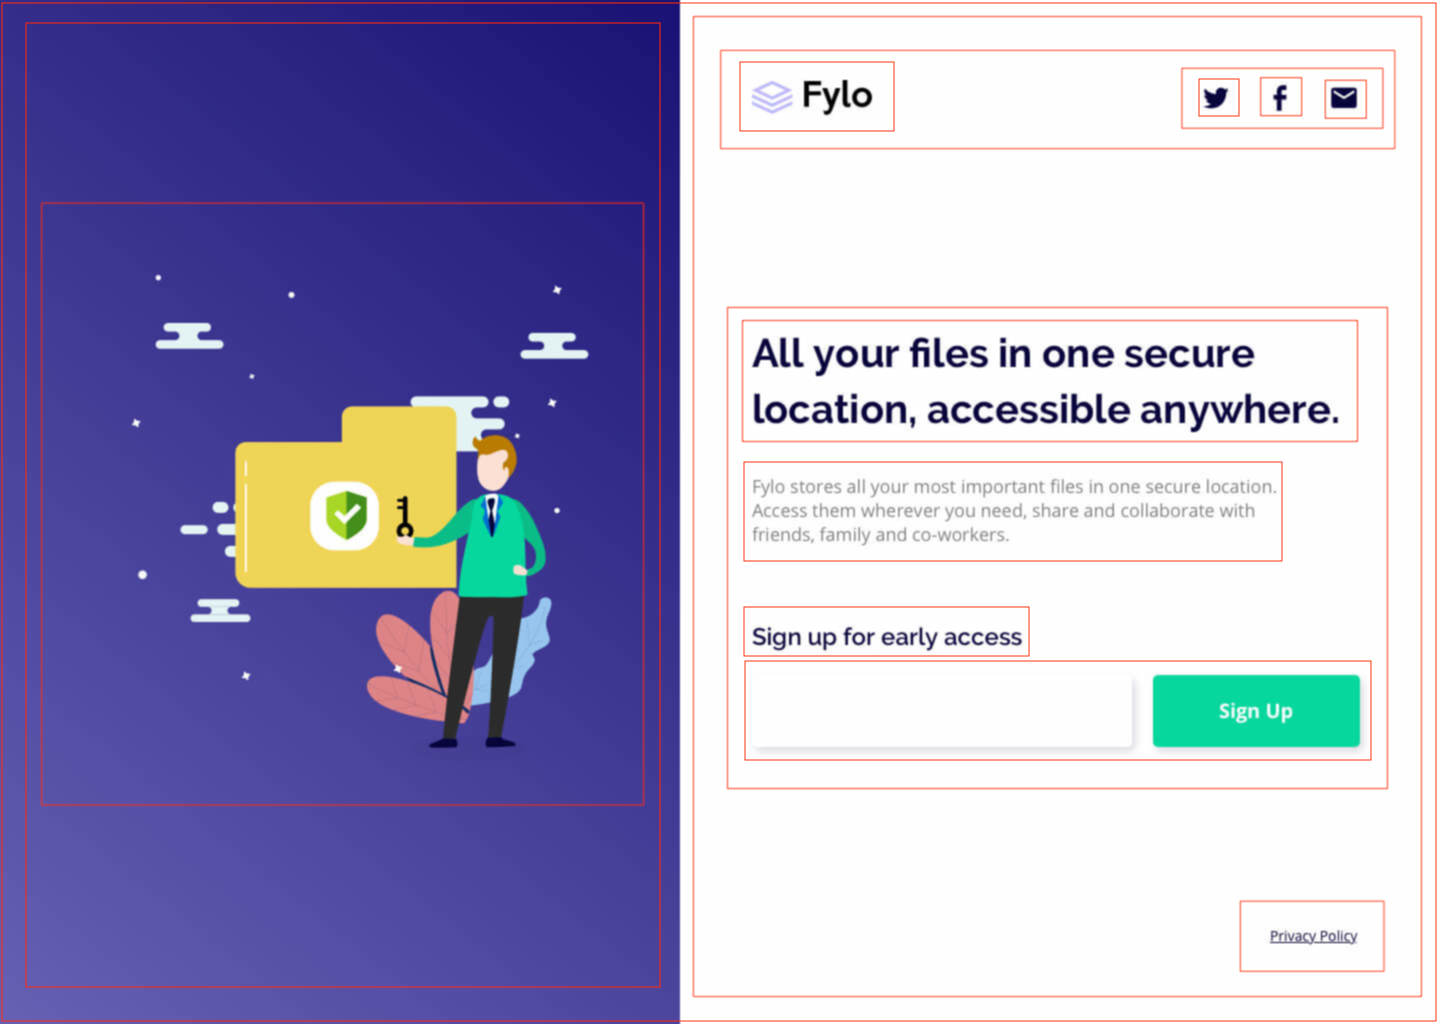 Fylo
All your files in one secure
location, accessible anywhere.
Fylo stores all your most important files in one secure location.
Access them wherever you need, share and collaborate with
friends, family and co-workers.
Sign up for early access
Sign Up
Privacy Policy